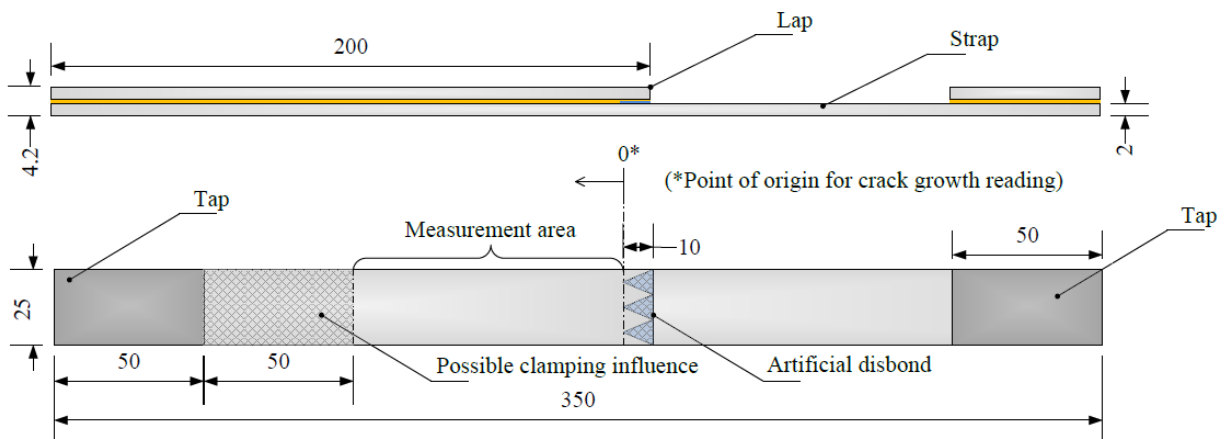 Lap
200
Strap
4.2
2
0*
(*Point of origin for crack growth reading)
Tap
Measurement area
10
Tap
50
25
50
50
Possible clamping influence
Artificial disbond
350